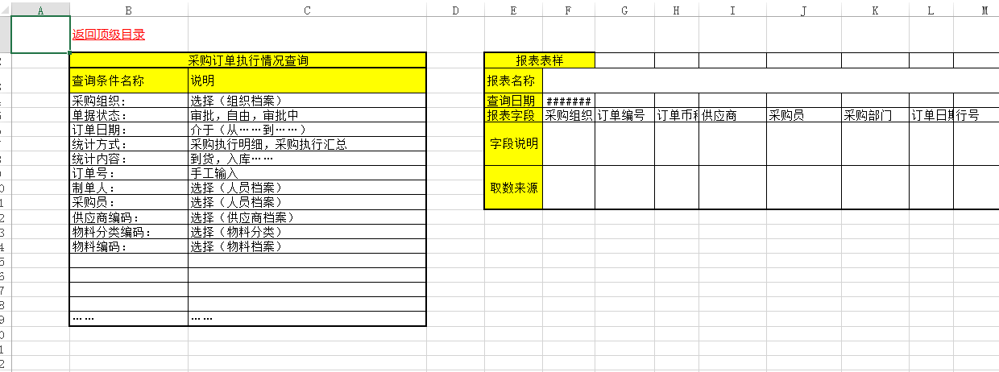 A B C D E F G H I J K L M
返回顶级目录
采购订单执行情况查询 报表表样
查询条件名称 说明 报表名称
采购组织: 选择（组织档案） 查询日期 #######
单据状态: 审批，自由，审批中 报表字段 采购组织 订单编号 订单币 供应商 采购员 采购部门 订单日 行号
订单日期: 介于（从……到……） 字段说明
统计方式: 采购执行明细，采购执行汇总
统计内容: 到货，入库……
订单号: 手工输入 取数来源
制单人: 选择（人员档案）
采购员: 选择（人员档案）
供应商编码: 选择（供应商档案）
物料分类编码: 选择（物料分类）
物料编码: 选择（物料档案）
…… ……